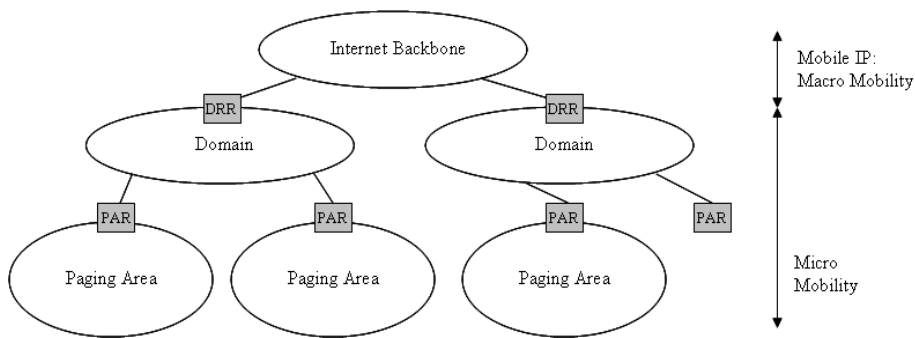 Internet Backbone
Mobile IP:
Macro Mobility
DRR
DRR
Domain
Domain
PAR
PAR
PAR
PAR
Paging Area
Paging Area
Paging Area
Micro
Mobility